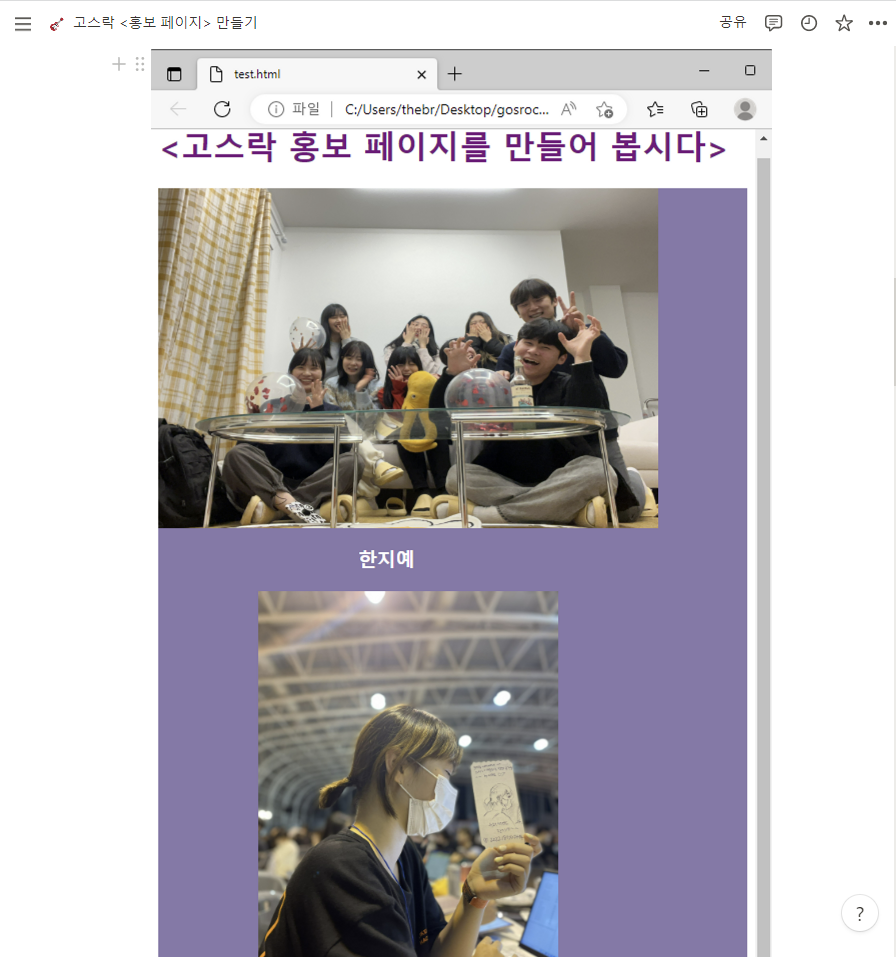 고스락 <홍보 페이지> 만들기
공유
test.html
파일
C:/Users/thebr/Desktop/gosroc...
<고스락 홍보 페이지를 만들어 봅시다>
한지예
?